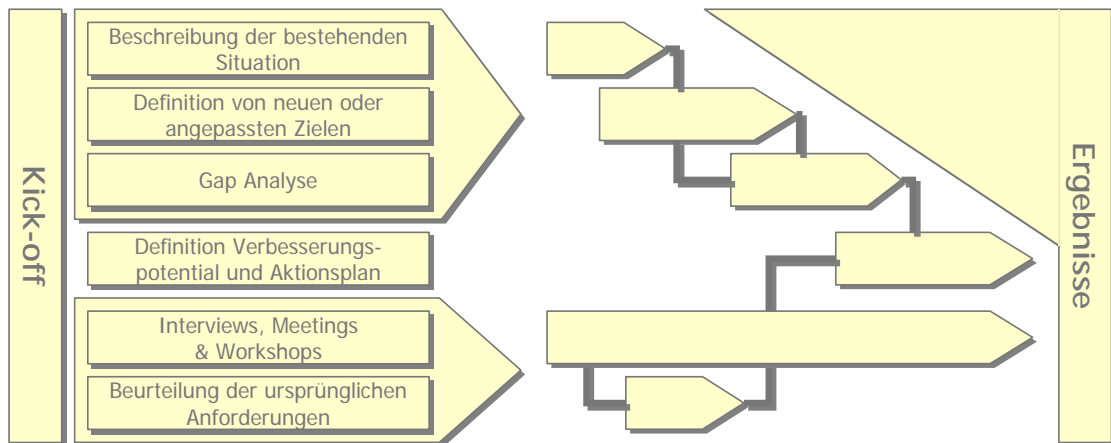 Kick-off
Beschreibung der bestehenden
Situation
Definition von neuen oder
angepassten Zielen
Gap Analyse
Definition Verbesserungs-
potential und Aktionsplan
Interviews, Meetings
& Workshops
Beurteilung der ursprünglichen
Anforderungen
Ergebnisse